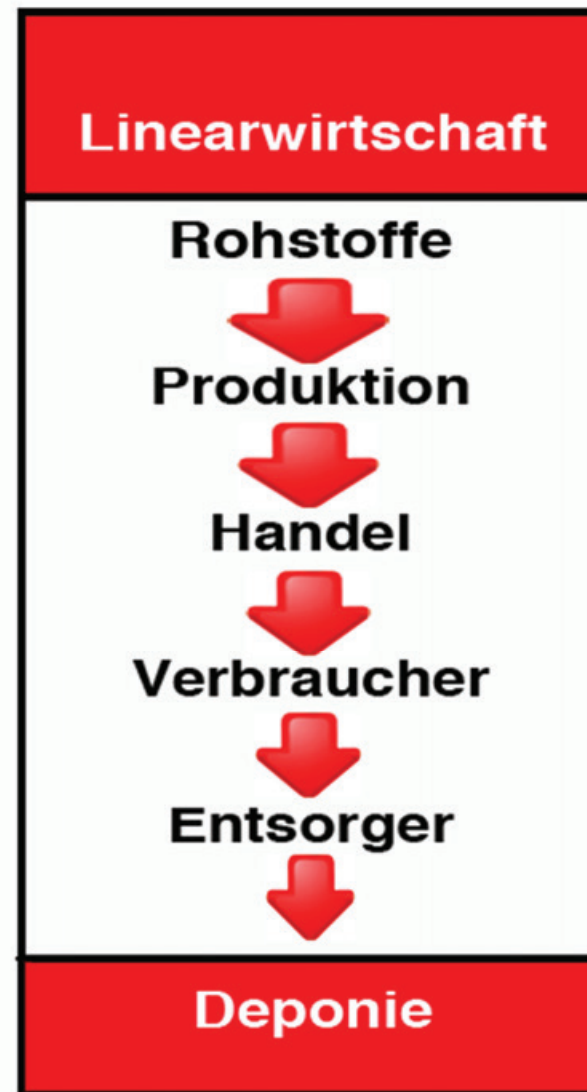 Linearwirtschaft
Rohstoffe
Produktion
Handel
Verbraucher
Entsorger
Deponie